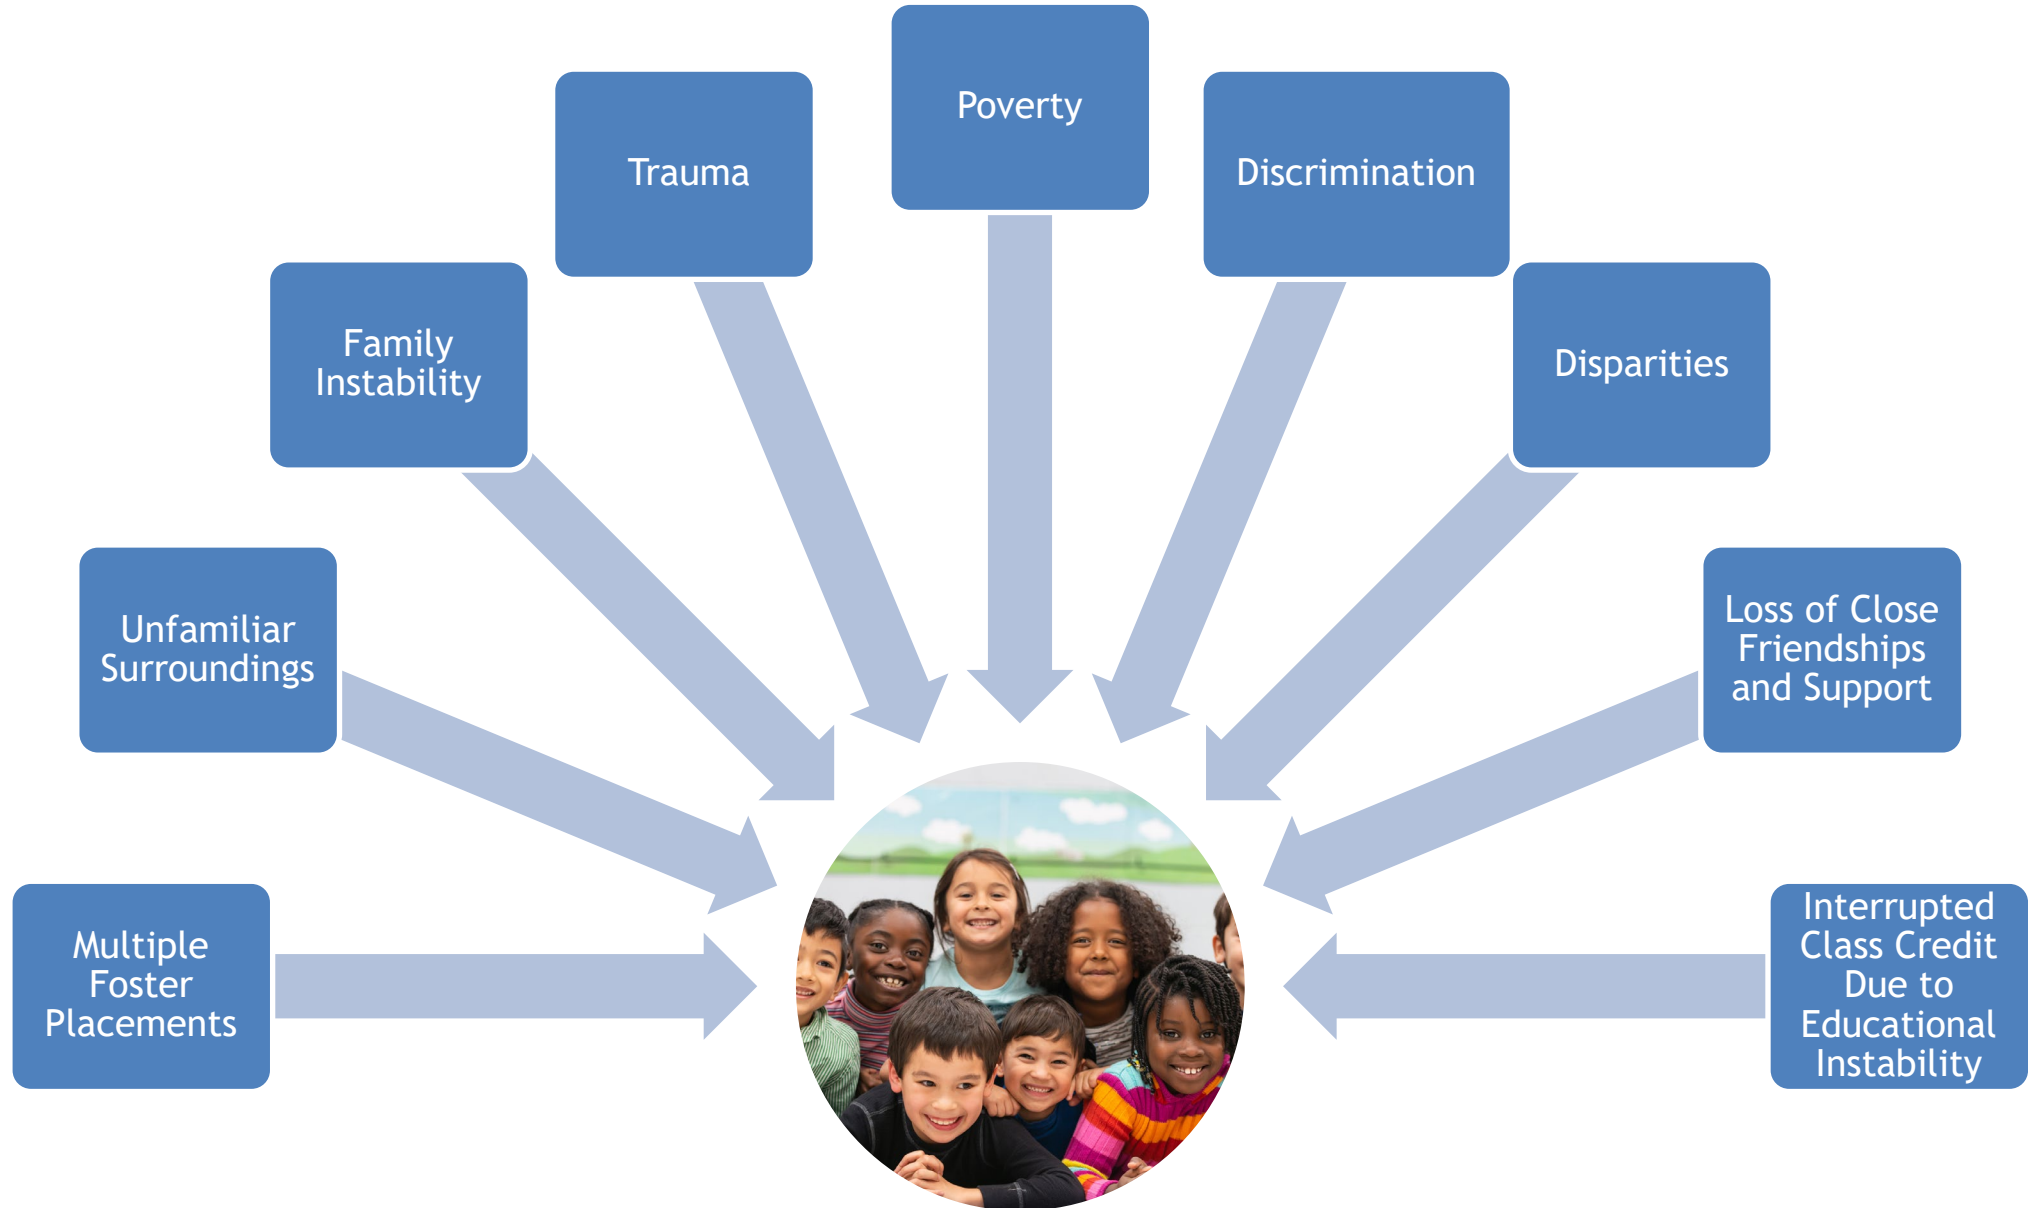 Poverty
Trauma
Discrimination
Family
Instability
Disparities
Unfamiliar
Surroundings
Loss of Close
Friendships
and Support
Multiple
Foster
Placements
Interrupted
Class Credit
Due to
Educational
Instability